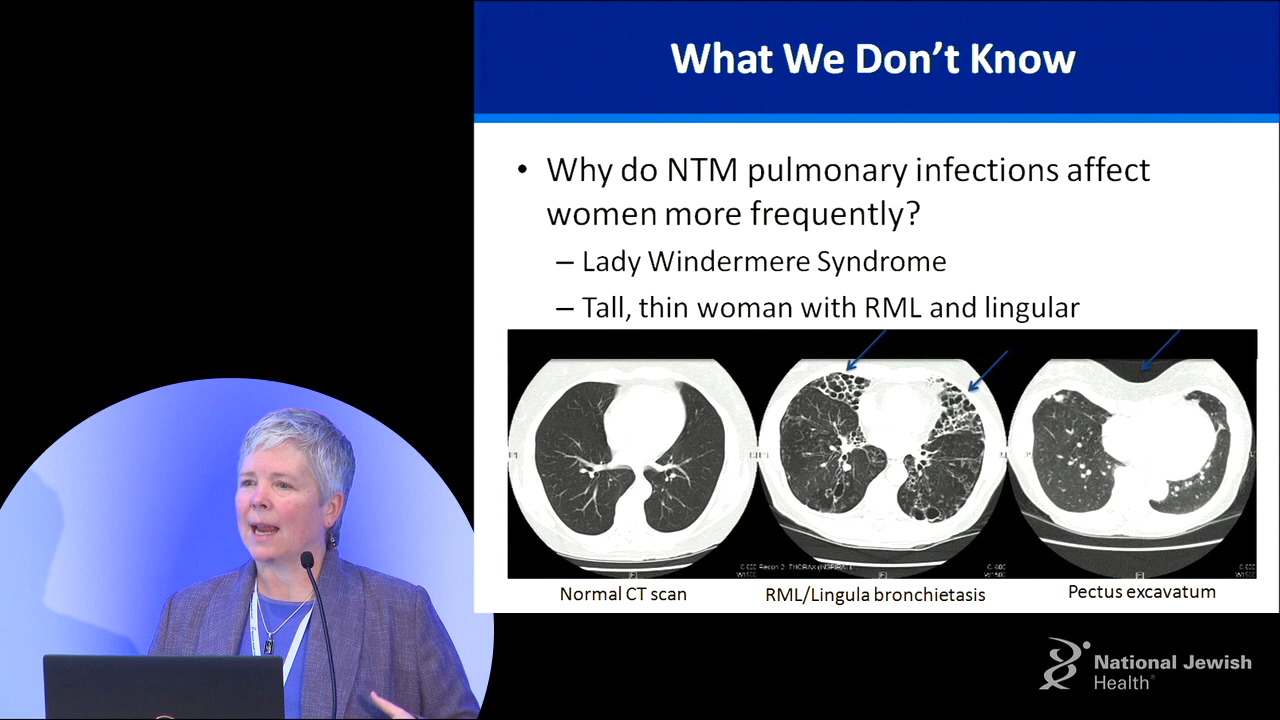 What We Don't Know
• Why do NTM pulmonary infections affect
women more frequently?
– Lady Windermere Syndrome
– Tall, thin woman with RML and lingular
Normal CT scan
RML/Lingula bronchietasis
Pectus excavatum
National Jewish
Health®